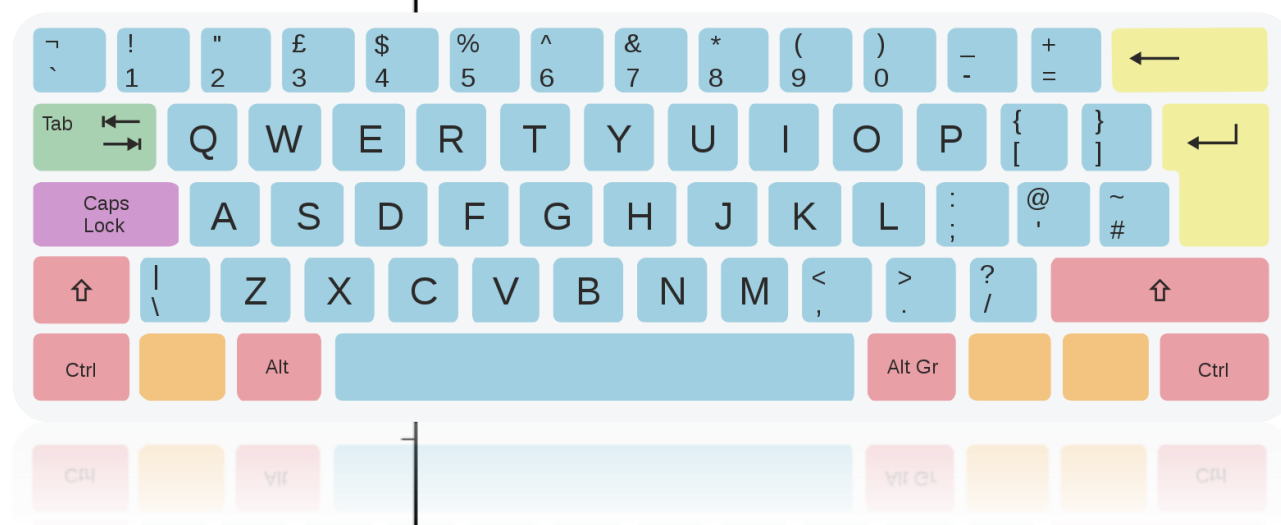 ¬ ! " £ $ % ^ & * ( ) _ +
` 1 2 3 4 5 6 7 8 9 0 - =
Tab Q W E R T Y U I O P { }
[ ]
Caps Lock A S D F G H J K L : @ ~
; ' #
| Z X C V B N M < > ?
\ , . /
Ctrl Alt Alt Gr Ctrl